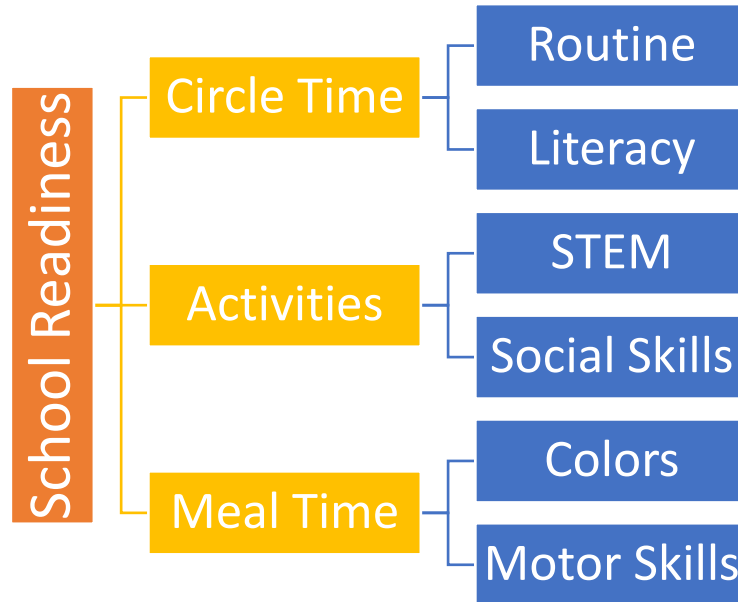 School Readiness
Circle Time
Routine
Literacy
Activities
STEM
Social Skills
Meal Time
Colors
Motor Skills